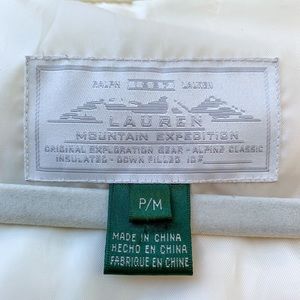 RALPH LAUREN
LAUREN
MOUNTAIN EXPEDITION
ORIGINAL EXPLORATION GEAR - ALPINE CLASSIC
INSULATED - DOWN FILLED
P/M
MADE IN CHINA
HECHO EN CHINA
FABRIQUE EN CHINE